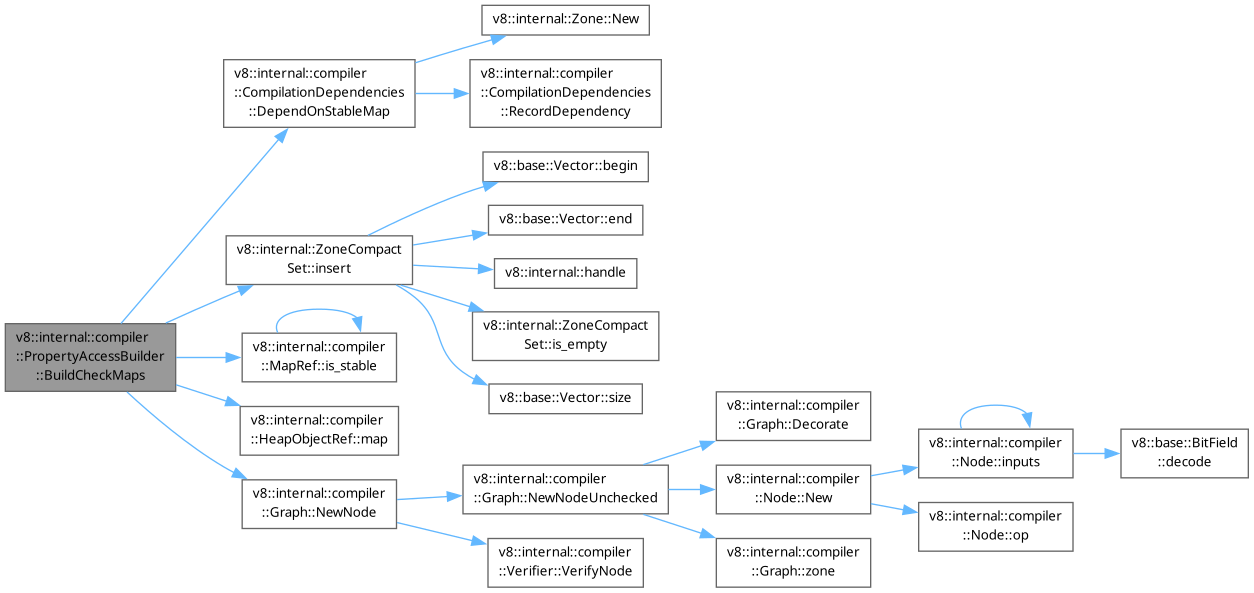 v8::internal::Zone::New
v8::internal::compiler
::CompilationDependencies
::DependOnStableMap
v8::internal::compiler
::CompilationDependencies
::RecordDependency
v8::base::Vector::begin
v8::base::Vector::end
v8::internal::ZoneCompact
Set::insert
v8::internal::handle
v8::internal::ZoneCompact
Set::is_empty
v8::internal::compiler
::PropertyAccessBuilder
::BuildCheckMaps
v8::internal::compiler
::MapRef::is_stable
v8::base::Vector::size
v8::internal::compiler
::HeapObjectRef::map
v8::internal::compiler
::Graph::Decorate
v8::internal::compiler
::Node::inputs
v8::base::BitField
::decode
v8::internal::compiler
::Graph::NewNode
v8::internal::compiler
::Graph::NewNodeUnchecked
v8::internal::compiler
::Node::New
v8::internal::compiler
::Node::op
v8::internal::compiler
::Verifier::VerifyNode
v8::internal::compiler
::Graph::zone